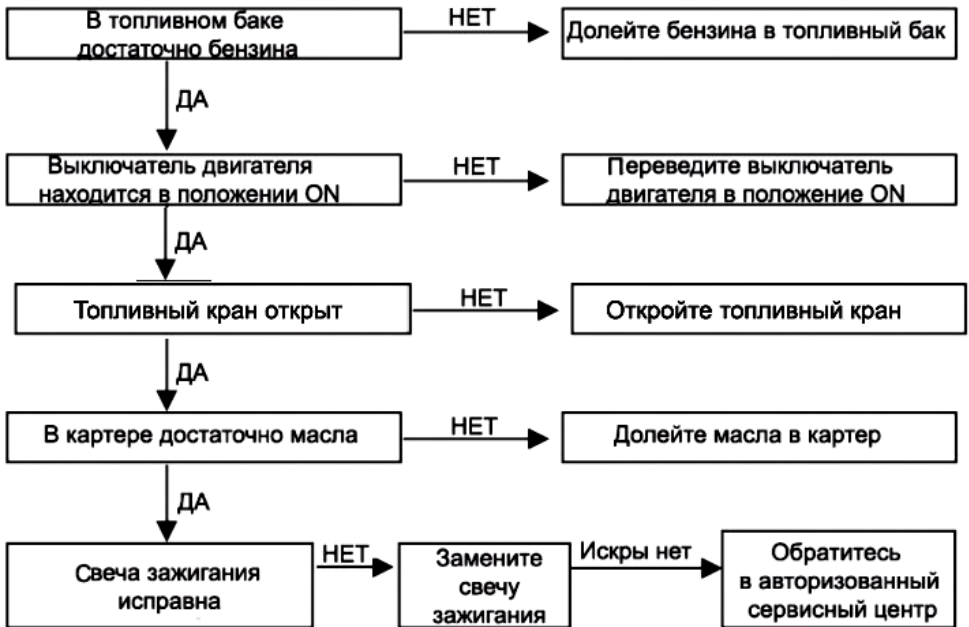 В топливном баке
достаточно бензина
НЕТ
Долейте бензина в топливный бак
ДА
Выключатель двигателя
находится в положении ON
НЕТ
Переведите выключатель
двигателя в положение ON
ДА
Топливный кран открыт
НЕТ
Откройте топливный кран
ДА
В картере достаточно масла
НЕТ
Долейте масла в картер
ДА
Свеча зажигания
исправна
НЕТ
Замените
свечу
зажигания
Искры нет
Обратитесь
в авторизованный
сервисный центр